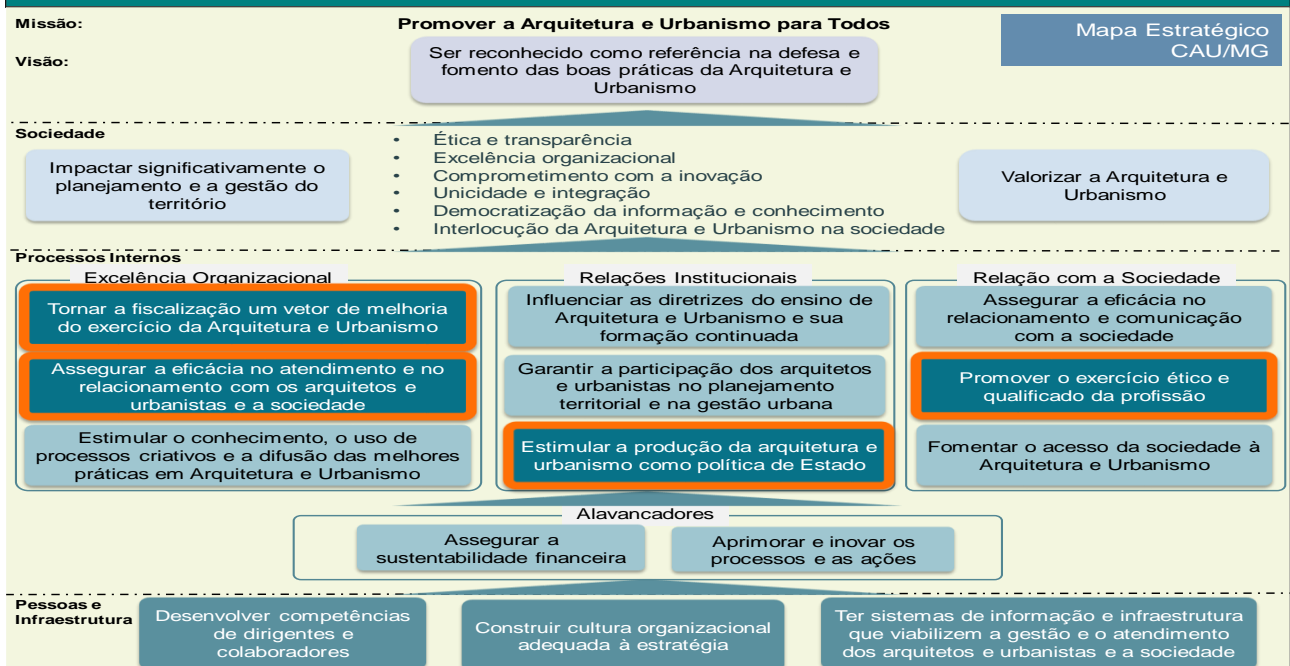 Missão:
Promover a Arquitetura e Urbanismo para Todos
Mapa Estratégico
CAU/MG
Visão:
Ser reconhecido como referência na defesa e
fomento das boas práticas da Arquitetura e
Urbanismo
Sociedade
Impactar significativamente o
planejamento e a gestão do
território
• Ética e transparência
• Excelência organizacional
• Comprometimento com a inovação
• Unicidade e integração
• Democratização da informação e conhecimento
• Interlocução da Arquitetura e Urbanismo na sociedade
Valorizar a Arquitetura e
Urbanismo
Processos Internos
Excelência Organizacional
Tornar a fiscalização um vetor de melhoria
do exercício da Arquitetura e Urbanismo
Assegurar a eficácia no atendimento e no
relacionamento com os arquitetos e
urbanistas e a sociedade
Estimular o conhecimento, o uso de
processos criativos e a difusão das melhores
práticas em Arquitetura e Urbanismo
Relações Institucionais
Influenciar as diretrizes do ensino de
Arquitetura e Urbanismo e sua
formação continuada
Garantir a participação dos arquitetos
e urbanistas no planejamento
territorial e na gestão urbana
Estimular a produção da arquitetura e
urbanismo como política de Estado
Relação com a Sociedade
Assegurar a eficácia no
relacionamento e comunicação
com a sociedade
Promover o exercício ético e
qualificado da profissão
Fomentar o acesso da sociedade à
Arquitetura e Urbanismo
Alavancadores
Assegurar a
sustentabilidade financeira
Aprimorar e inovar os
processos e as ações
Pessoas e
Infraestrutura
Desenvolver competências
de dirigentes e
colaboradores
Construir cultura organizacional
adequada à estratégia
Ter sistemas de informação e infraestrutura
que viabilizem a gestão e o atendimento
dos arquitetos e urbanistas e a sociedade